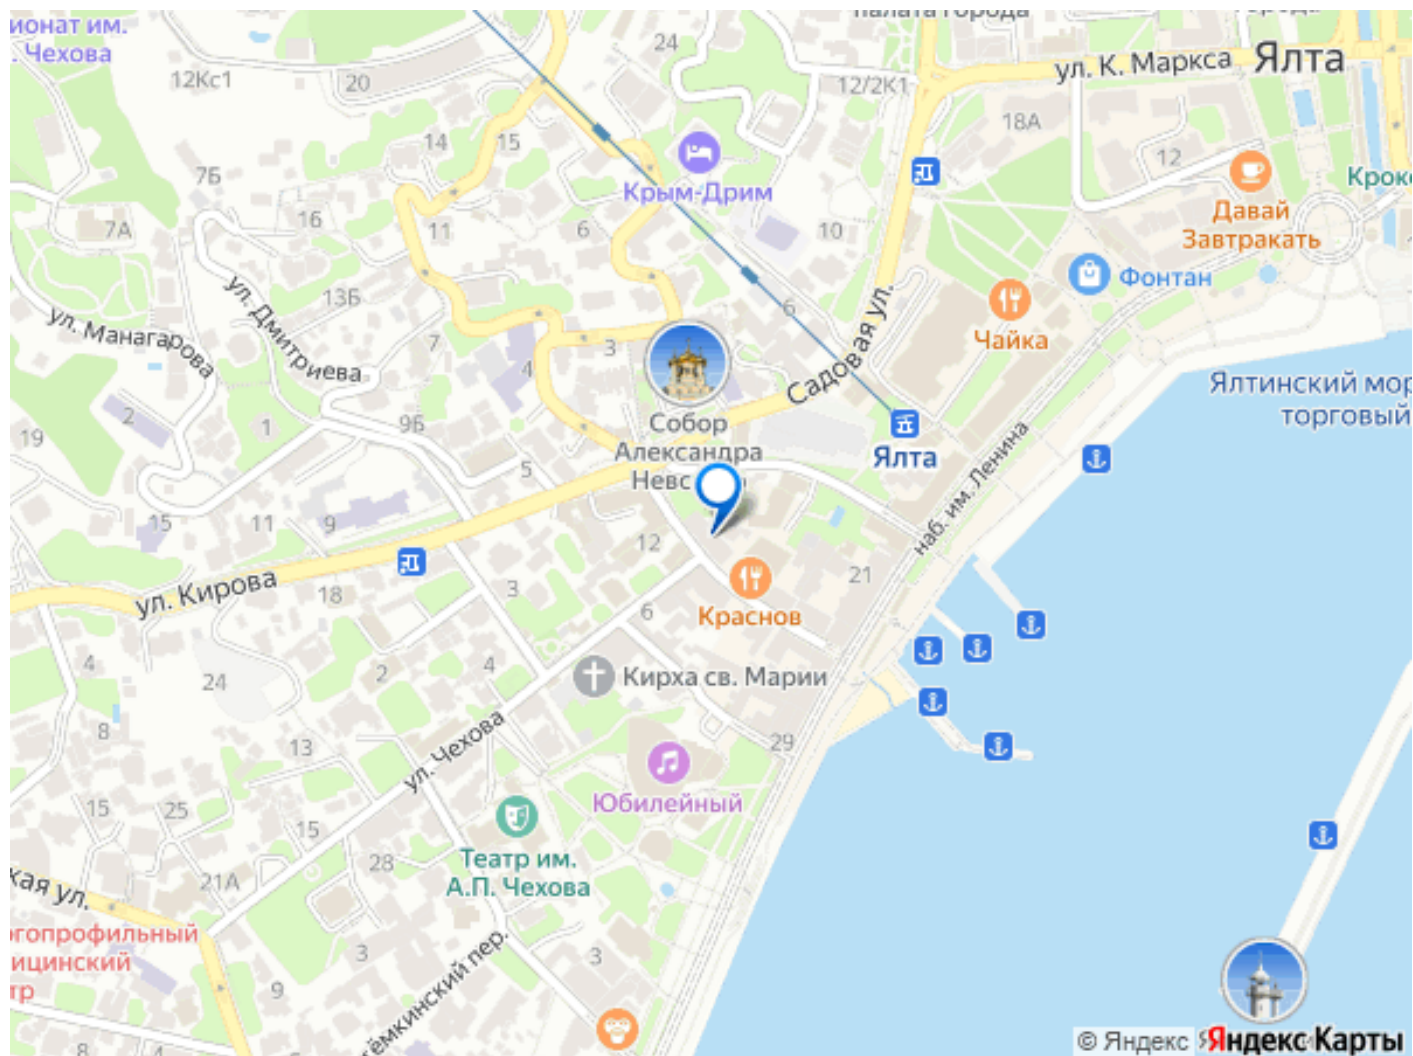 ионат им.
Чехова
палата города
24
ул. К. Маркса
Ялта
12Кс1
20
12/2К1
18А
14
15
12
7Б
Крым-Дрим
Давай
Завтракать
16
7А
11
6
10
Фонтан
13Б
6
ул. Дмитриева
ул. Манагарова
7
3
Чайка
4
Садовая ул.
Ялтинский мор
торговый
2
1
9Б
19
Собор
Александра
Ялта
наб. им. Ленина
5
15
11
9
12
21
ул. Кирова
18
3
6
Краснов
4
2
4
24
Кирха св. Марии
8
13
ул. Чехова
29
15
25
15
Юбилейный
28
Театр им.
А.П. Чехова
21А
кая ул.
гопрофильный
ицинский
тр
3
3
9
8
4
ёмкинский пер.
© Яндекс
Яндекс Карты